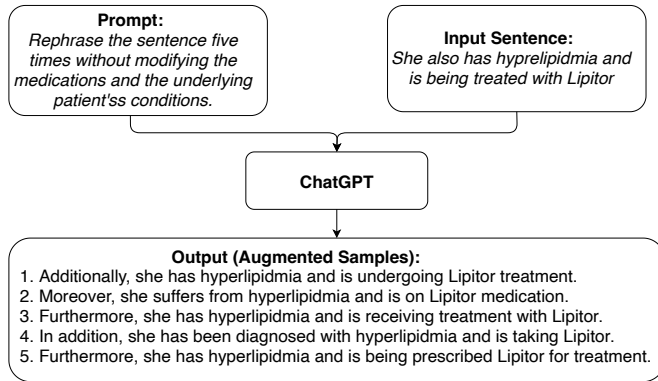 Prompt:
Rephrase the sentence five
times without modifying the
medications and the underlying
patient'ss conditions.
Input Sentence:
She also has hyprelipidmia and
is being treated with Lipitor
ChatGPT
Output (Augmented Samples):
1. Additionally, she has hyperlipidmia and is undergoing Lipitor treatment.
2. Moreover, she suffers from hyperlipidmia and is on Lipitor medication.
3. Furthermore, she has hyperlipidmia and is receiving treatment with Lipitor.
4. In addition, she has been diagnosed with hyperlipidmia and is taking Lipitor.
5. Furthermore, she has hyperlipidmia and is being prescribed Lipitor for treatment.